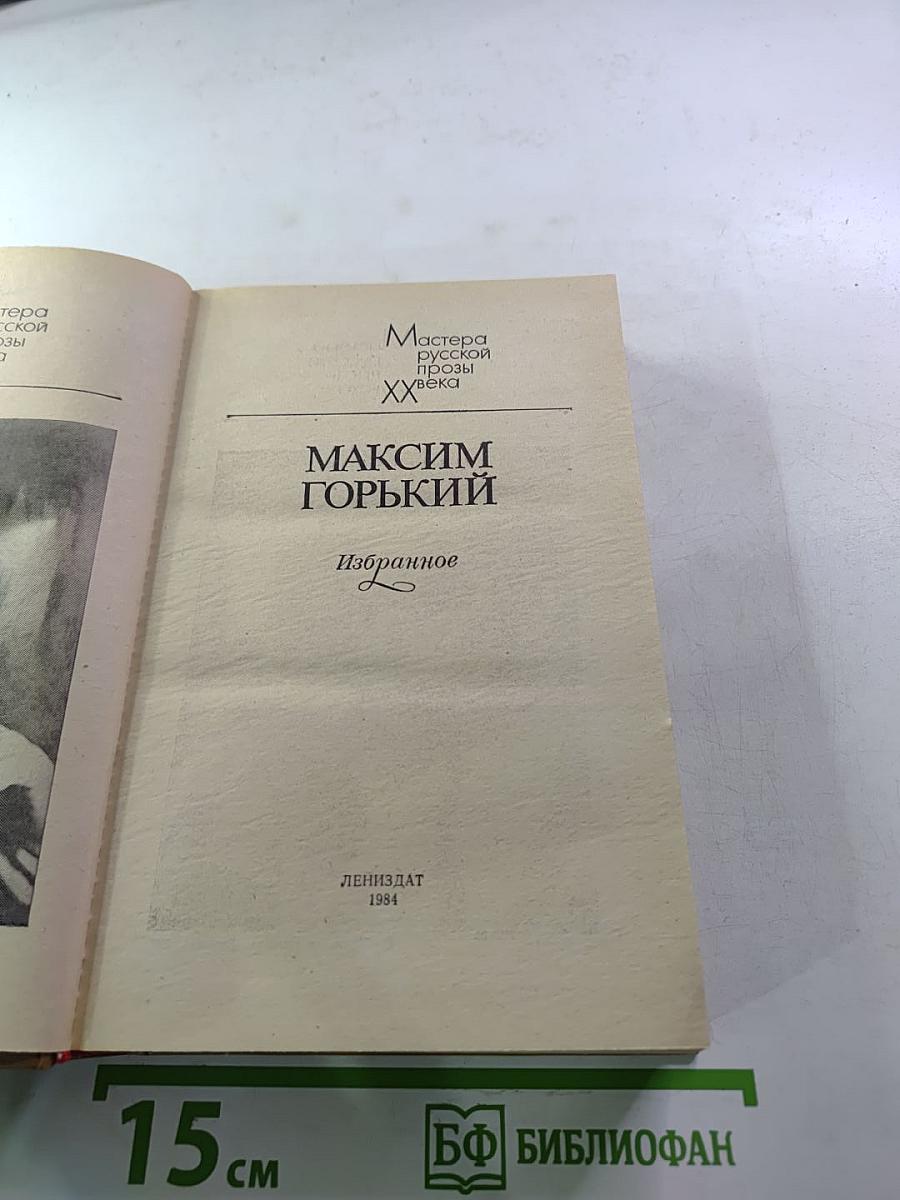 Мастера
русской
прозы
XX века
МАКСИМ
ГОРЬКИЙ
Избранное
ЛЕНИЗДАТ
1984
15 см
БФ БИБЛИОФАН